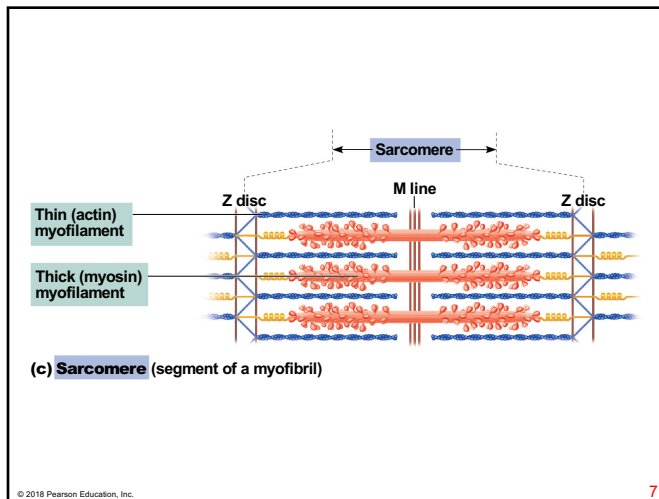 Sarcomere
Z disc
M line
Z disc
Thin (actin)
myofilament
Thick (myosin)
myofilament
(c) Sarcomere (segment of a myofibril)
© 2018 Pearson Education, Inc.
7